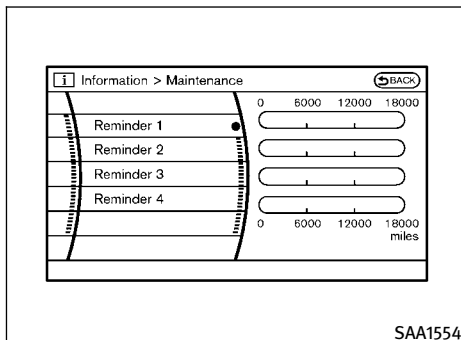 i Information > Maintenance BACK
0 6000 12000 18000
Reminder 1
Reminder 2
Reminder 3
Reminder 4
0 6000 12000 18000
miles
SAA1554